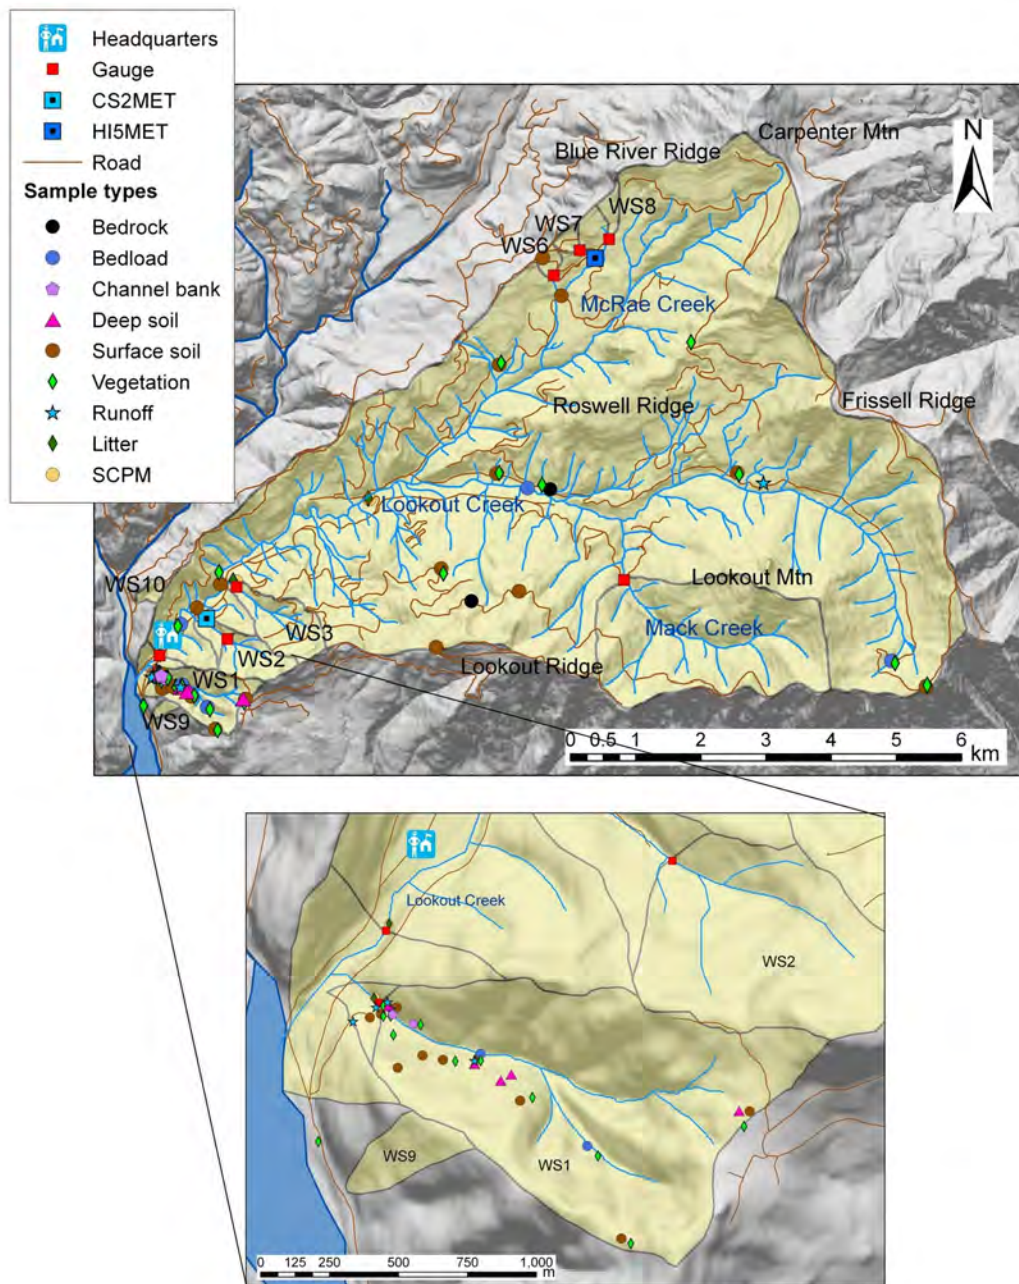 Headquarters
Gauge
CS2MET
HI5MET
Road
Sample types
Bedrock
Bedload
Channel bank
Deep soil
Surface soil
Vegetation
Runoff
Litter
SCPM
Carpenter Mtn
N
Blue River Ridge
WS8
WS7
WS6
McRae Creek
Roswell Ridge
Frissell Ridge
Lookout Creek
WS10
Lookout Mtn
WS3
Mack Creek
WS2
Lookout Ridge
WS1
WS9
0 0.5 1 2 3 4 5 6
km
Lookout Creek
WS2
WS9
WS1
0 125 250 500 750 1,000
m